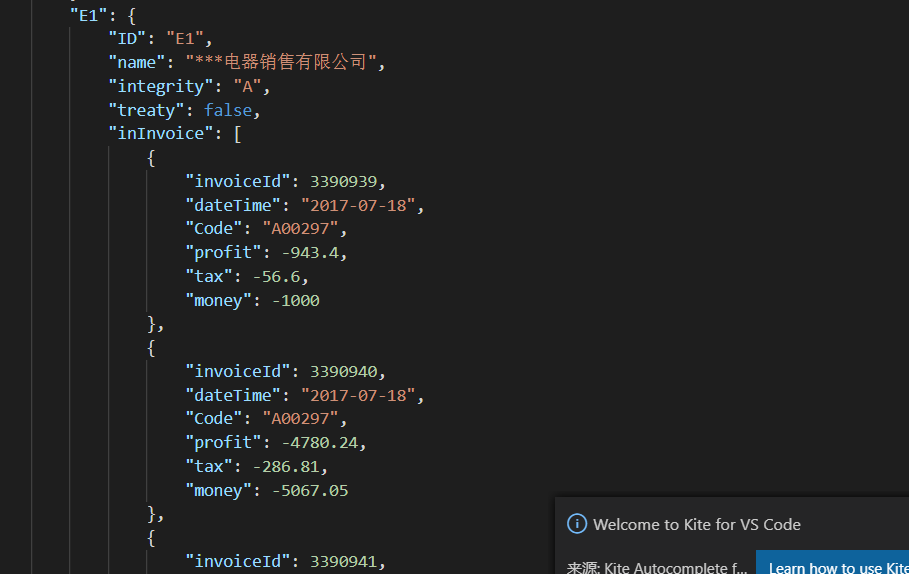 "E1": {
"ID": "E1",
"name": "***电器销售有限公司",
"integrity": "A",
"treaty": false,
"inInvoice": [
{
"invoiceId": 3390939,
"dateTime": "2017-07-18",
"Code": "A00297",
"profit": -943.4,
"tax": -56.6,
"money": -1000
},
{
"invoiceId": 3390940,
"dateTime": "2017-07-18",
"Code": "A00297",
"profit": -4780.24,
"tax": -286.81,
"money": -5067.05
},
{
"invoiceId": 3390941,
Welcome to Kite for VS Code
来源: Kite Autocomplete f...
Learn how to use Kite